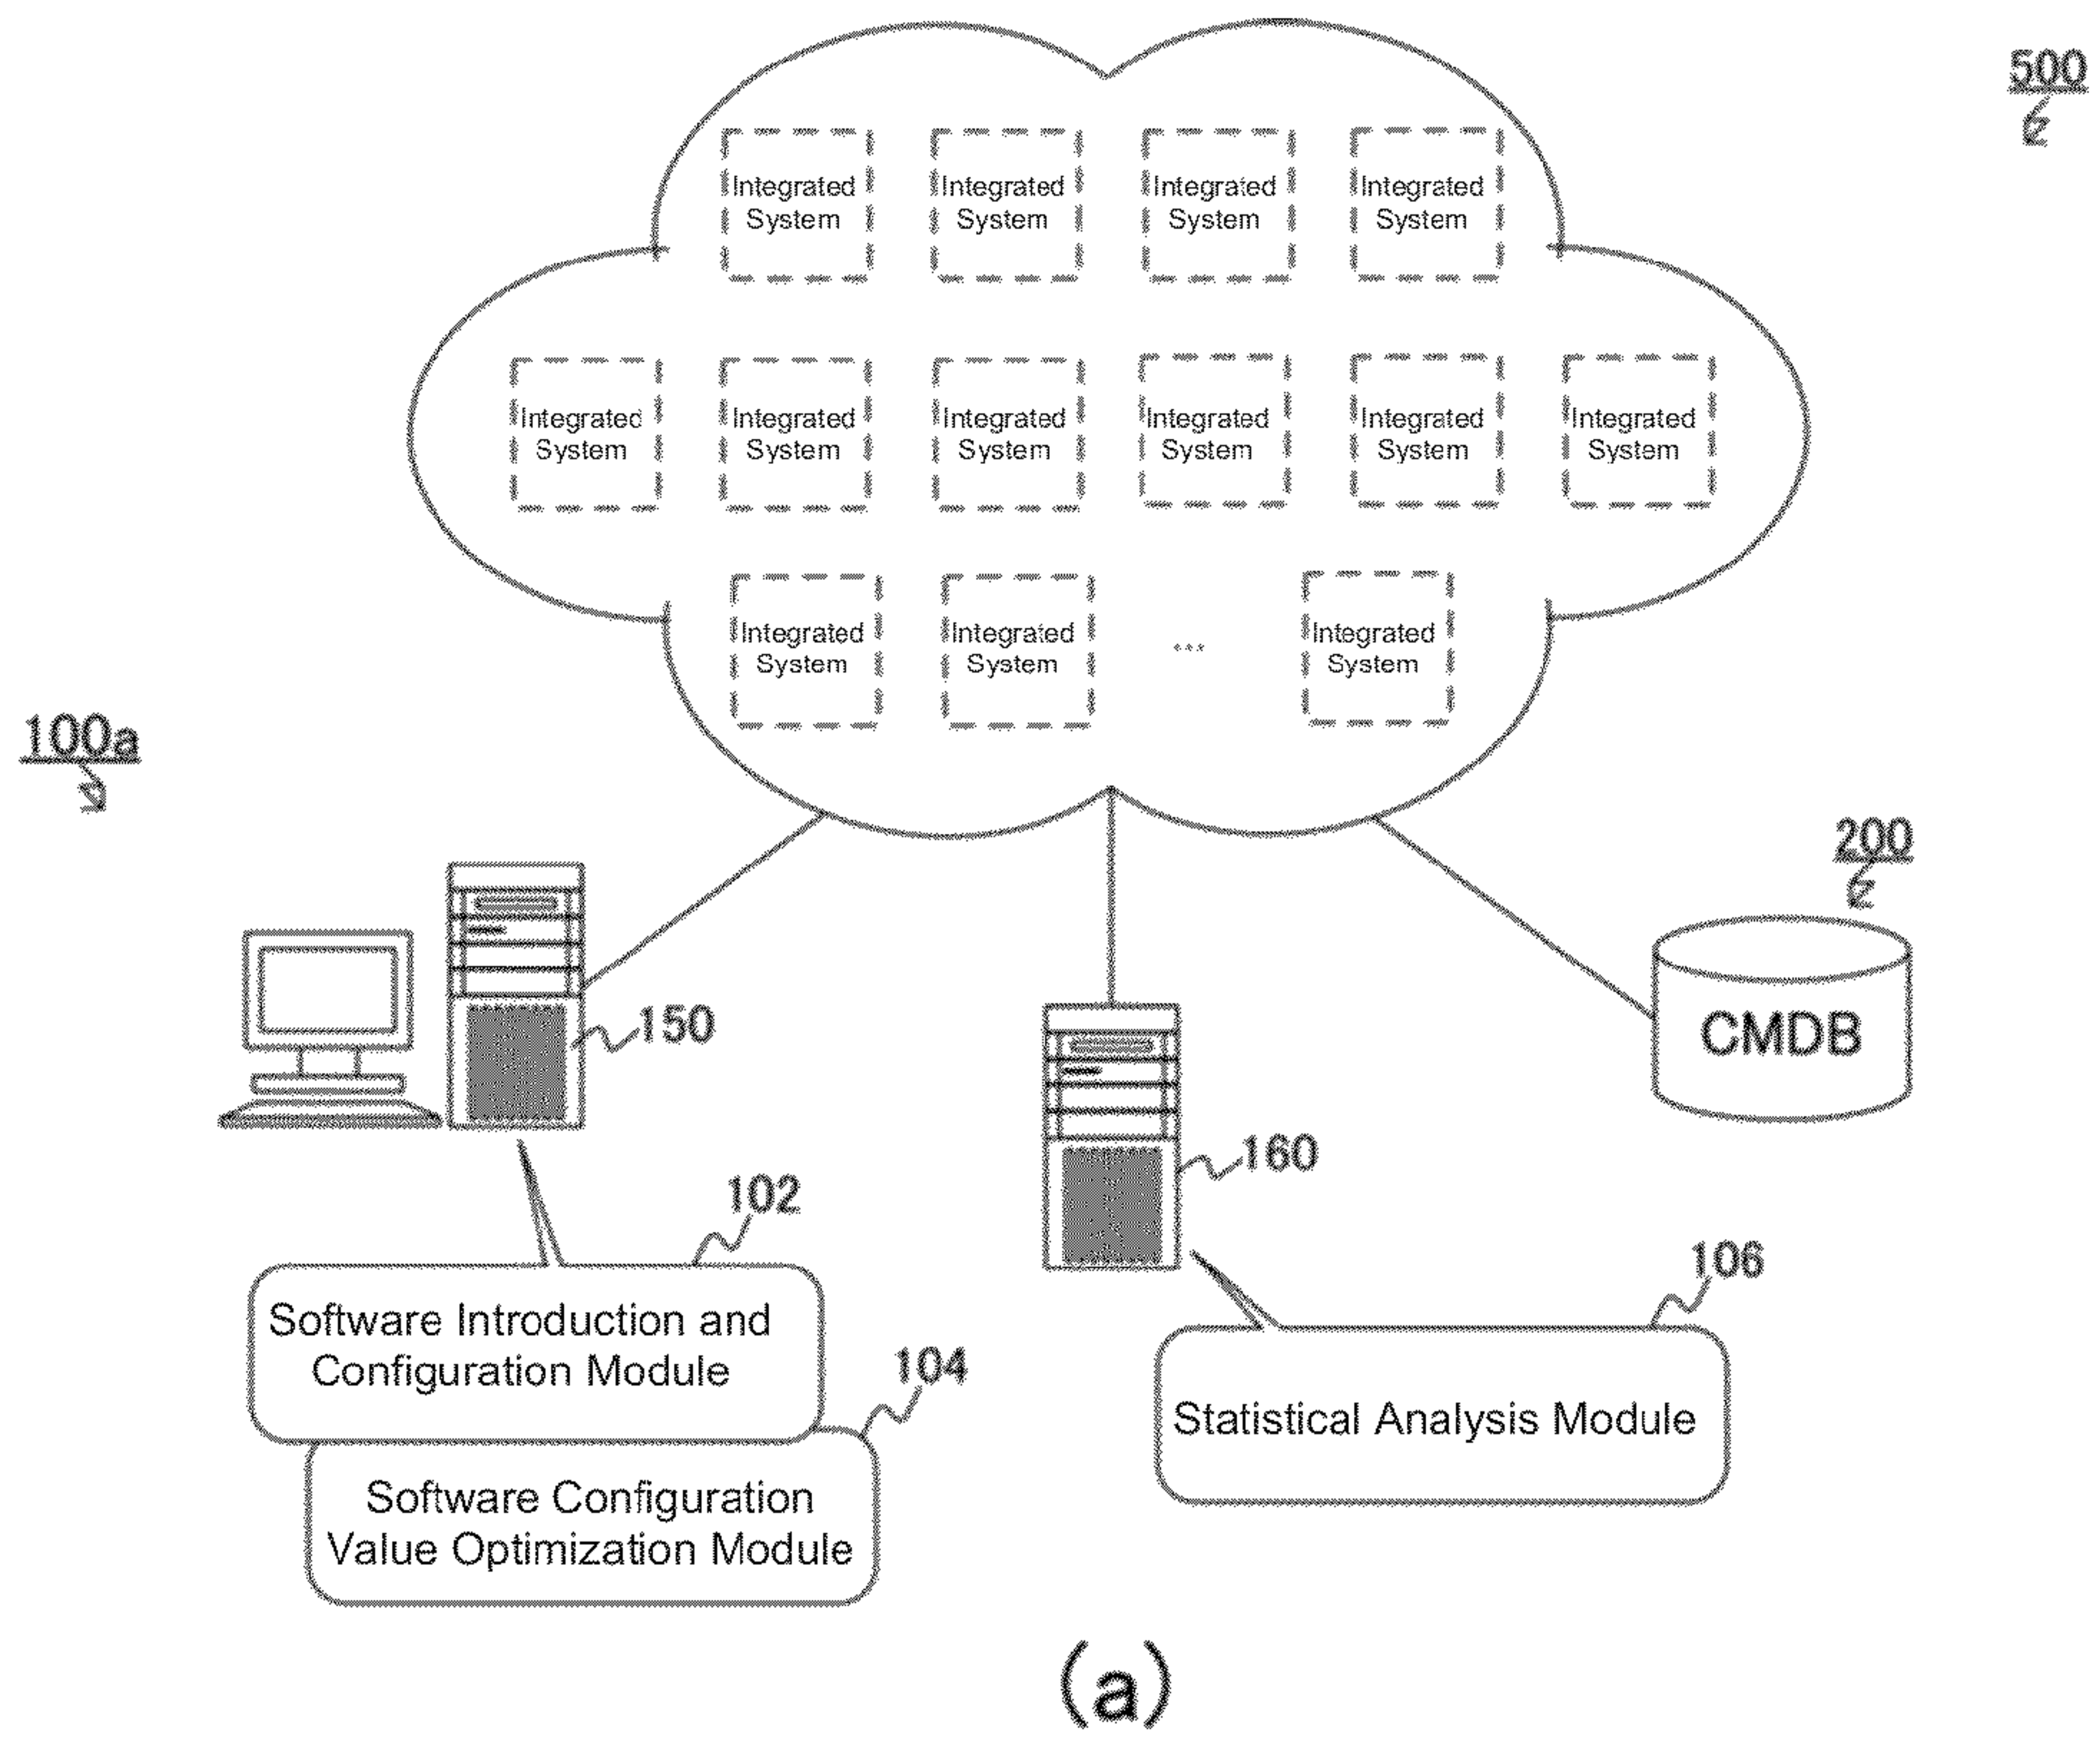 500
Integrated Integrated Integrated Integrated
System System System System
Integrated Integrated Integrated Integrated Integrated Integrated
System System System System System System
Integrated Integrated ... Integrated
System System System
100a
200
CMDB
150
160
102
Software Introduction and
Configuration Module
104
Software Configuration
Value Optimization Module
106
Statistical Analysis Module
(a)